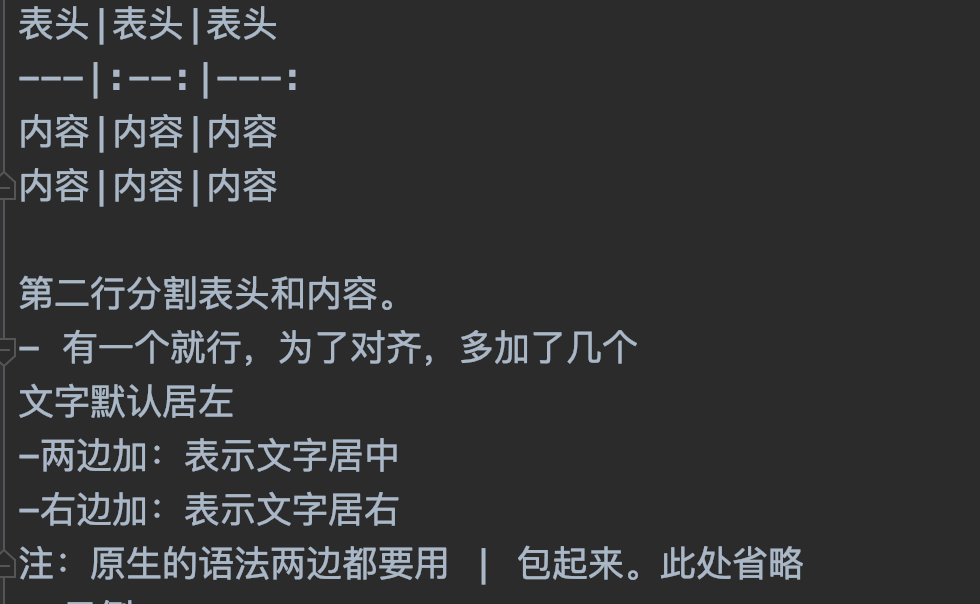 表头|表头|表头
---|:--:|---:
内容|内容|内容
内容|内容|内容
第二行分割表头和内容。
- 有一个就行，为了对齐，多加了几个
文字默认居左
-两边加：表示文字居中
-右边加：表示文字居右
注：原生的语法两边都要用 | 包起来。此处省略